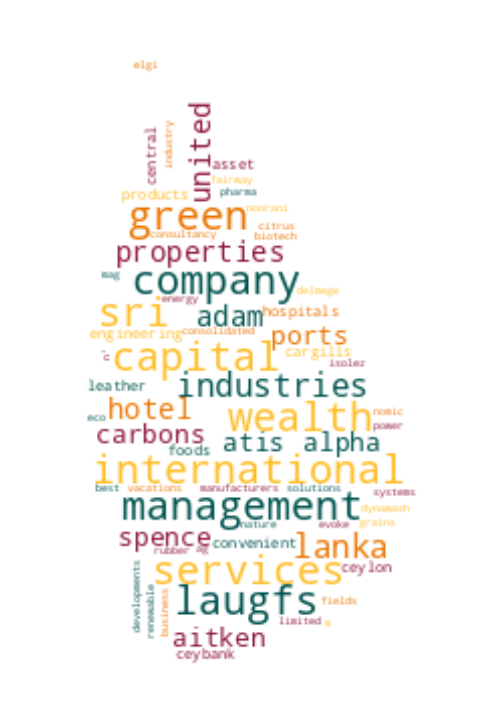 elgi
united
central
industry
asset
fairway
products
pharma
green
noorani
citrus
consultancy
biotech
properties
mag
company
delmege
energy
sri
adam
hospitals
engineering
consolidated
ports
c
capital
cargills
isolez
leather
industries
eco
hotel
wealth
nomic
power
carbons
atis
alpha
foods
international
best
vacations
manufacturers
solutions
systems
management
dynawash
nature
evoke
grains
spence
rubber
ag
convenient
lanka
services
ceylon
developments
renewable
business
laugfs
fields
limited
aitken
ceybank